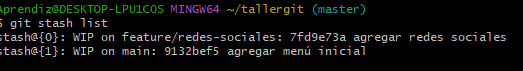 Aprendiz@DESKTOP-LPU1COS MINGW64 ~/tallergit (master)
$ git stash list
stash@{0}: WIP on feature/redes-sociales: 7fd9e73a agregar redes sociales
stash@{1}: WIP on main: 9132bef5 agregar menú inicial